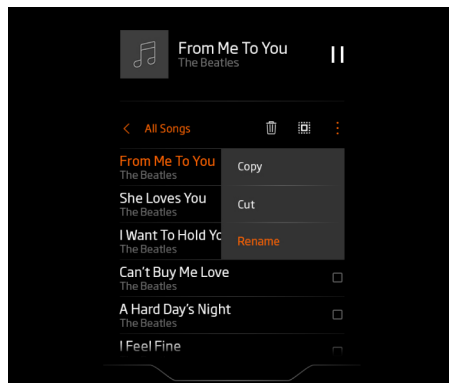 From Me To You
The Beatles
All Songs
From Me To You
The Beatles
Copy
She Loves You
The Beatles
Cut
I Want To Hold Yo
The Beatles
Rename
Can't Buy Me Love
The Beatles
A Hard Day's Night
The Beatles
I Feel Fine